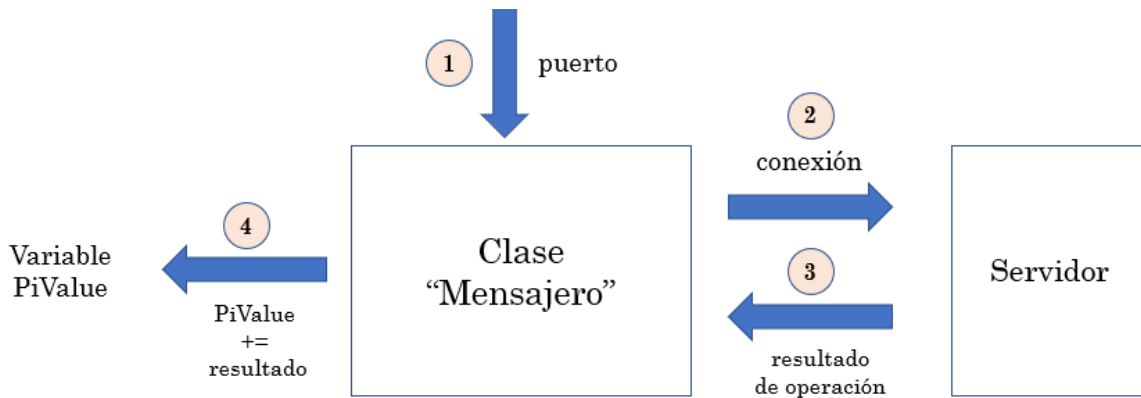 1
puerto
2
conexión
Clase
“Mensajero”
Servidor
3
resultado
de operación
4
Variable
PiValue
PiValue
+=
resultado